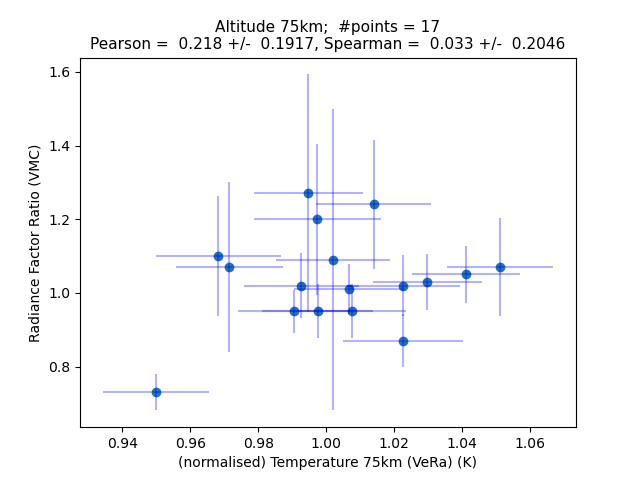 Altitude 75km;  #points = 17
Pearson =  0.218 +/-  0.1917, Spearman =  0.033 +/-  0.2046
1.6
1.4
1.2
1.0
0.8
Radiance Factor Ratio (VMC)
0.94 0.96 0.98 1.00 1.02 1.04 1.06
(normalised) Temperature 75km (VeRa) (K)